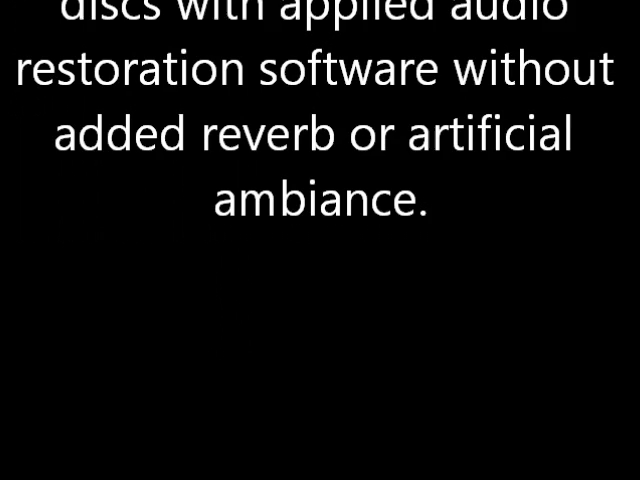 discs with applied audio
restoration software without
added reverb or artificial
ambiance.